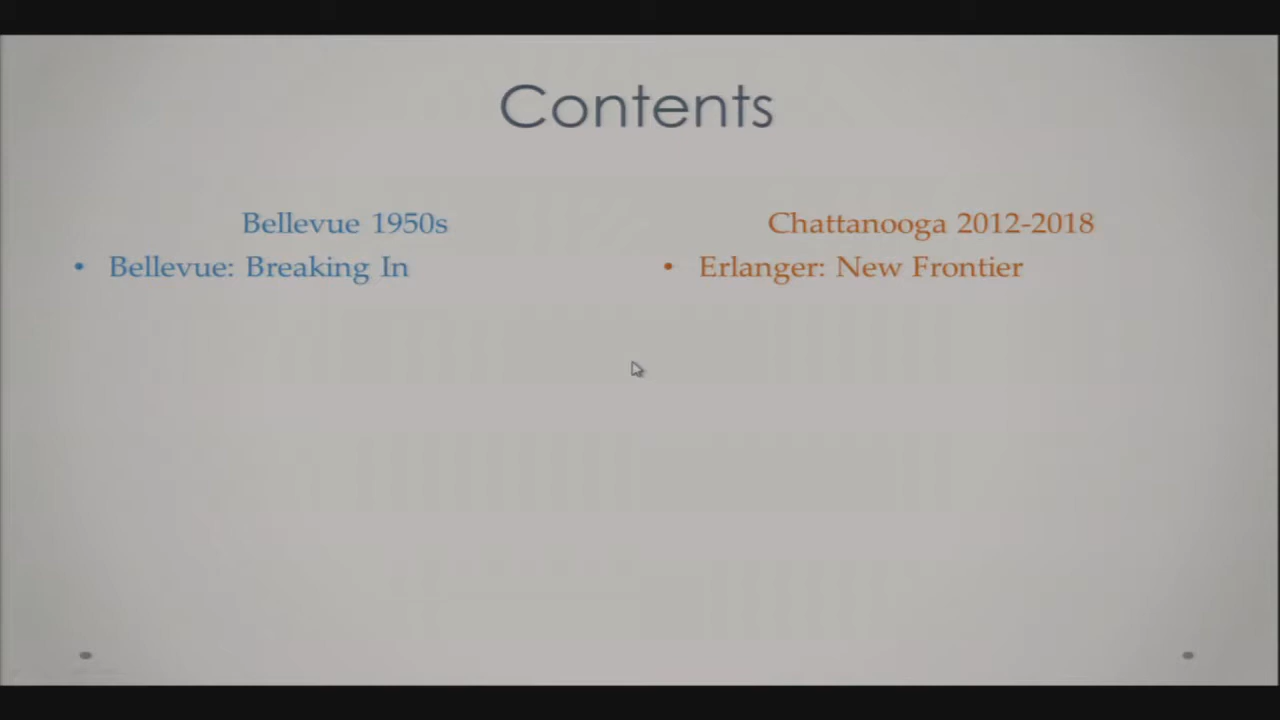 Contents
Bellevue 1950s
• Bellevue: Breaking In
Chattanooga 2012-2018
• Erlanger: New Frontier